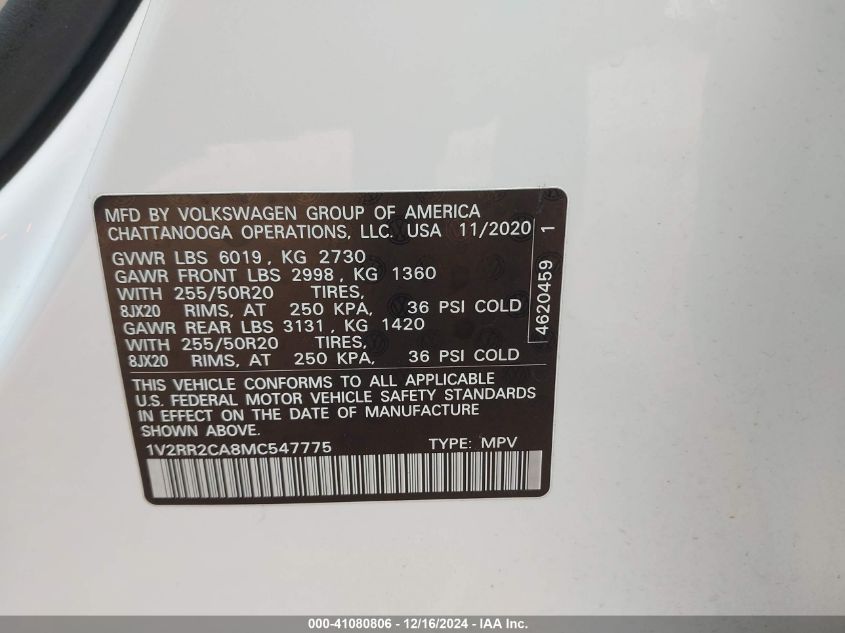 MFD BY VOLKSWAGEN GROUP OF AMERICA
CHATTANOOGA OPERATIONS, LLC. USA 11/2020
GVWR LBS 6019, KG 2730
GAWR FRONT LBS 2998, KG 1360
WITH 255/50R20 TIRES,
8JX20 RIMS, AT 250 KPA, 36 PSI COLD
GAWR REAR LBS 3131, KG 1420
WITH 255/50R20 TIRES,
8JX20 RIMS, AT 250 KPA, 36 PSI COLD
4620459 1
THIS VEHICLE CONFORMS TO ALL APPLICABLE
U.S. FEDERAL MOTOR VEHICLE SAFETY STANDARDS
IN EFFECT ON THE DATE OF MANUFACTURE
SHOWN ABOVE.
1V2RR2CA8MC547775 TYPE: MPV
000-41080806 - 12/16/2024 - IAA Inc.